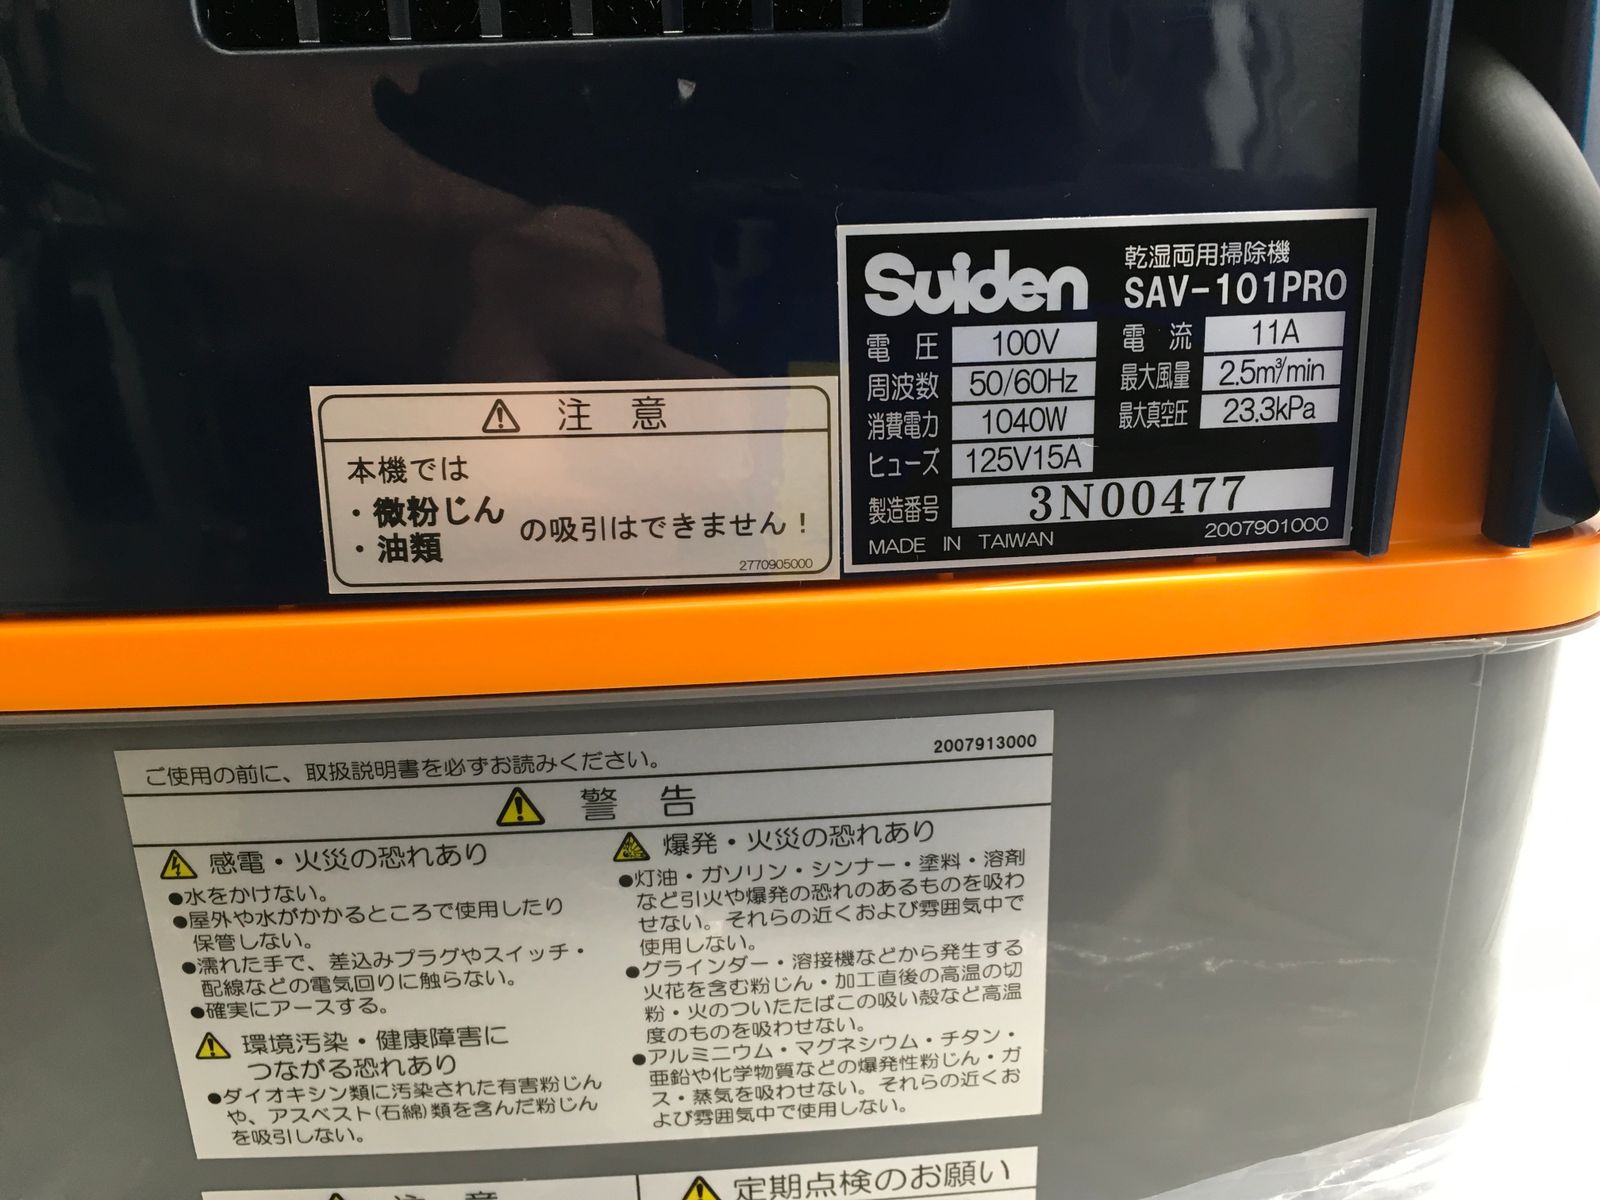 Suiden
乾湿両用掃除機
SAV-101PRO
電 圧 100V 電 流 11A
周波数 50/60Hz 最大風量 2.5m³/min
消費電力 1040W 最大真空圧 23.3kPa
ヒューズ 125V15A
製造番号 3N00477
MADE IN TAIWAN 2007901000
注 意
本機では
・微粉じん
・油類
の吸引はできません！
2770905000
2007913000
ご使用の前に、取扱説明書を必ずお読みください。
警 告
感電・火災の恐れあり
●水をかけない。
●屋外や水がかかるところで使用したり
保管しない。
●濡れた手で、差込みプラグやスイッチ・
配線などの電気回りに触らない。
●確実にアースする。
環境汚染・健康障害に
つながる恐れあり
●ダイオキシン類に汚染された有害粉じん
や、アスベスト(石綿)類を含んだ粉じん
を吸引しない。
爆発・火災の恐れあり
●灯油・ガソリン・シンナー・塗料・溶剤
など引火や爆発の恐れのあるものを吸わ
せない。それらの近くおよび雰囲気中で
使用しない。
●グラインダー・溶接機などから発生する
火花を含む粉じん・加工直後の高温の切
粉・火のついたたばこの吸い殻など高温
度のものを吸わせない。
●アルミニウム・マグネシウム・チタン・
亜鉛や化学物質などの爆発性粉じん・ガ
ス・蒸気を吸わせない。それらの近くお
よび雰囲気中で使用しない。
注 意
定期点検のお願い